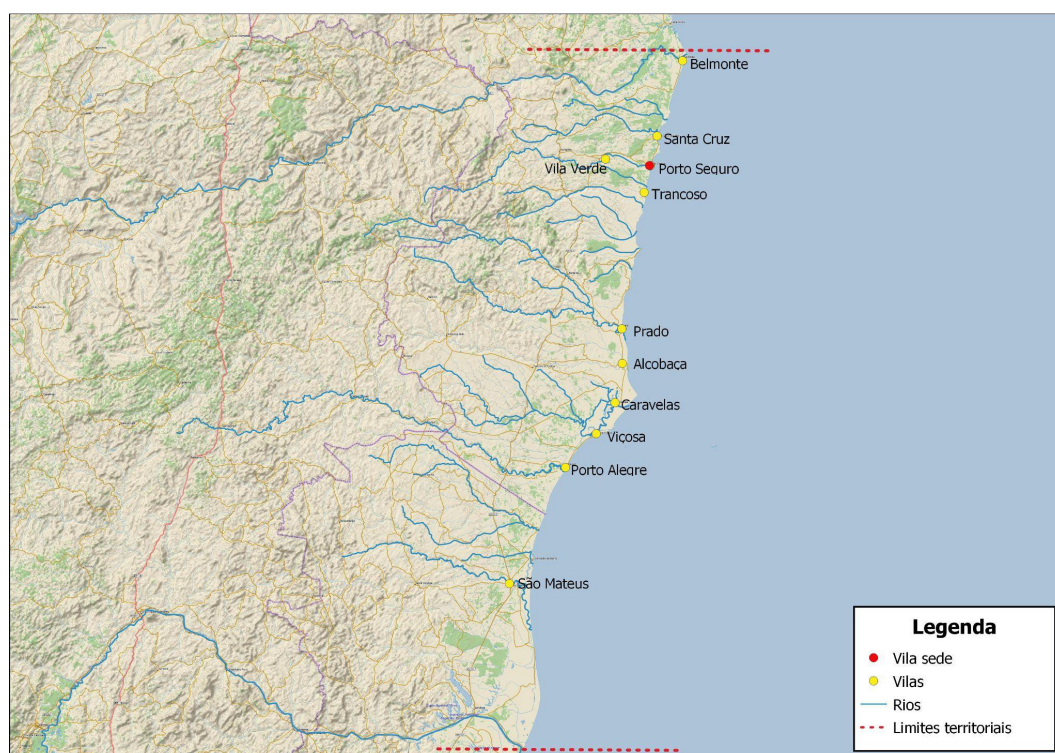 Belmonte
Santa Cruz
Vila Verde
Porto Seguro
Trancoso
Prado
Alcobaça
Caravelas
Viçosa
Porto Alegre
São Mateus
Legenda
Vila sede
Vilas
Rios
Limites territoriais